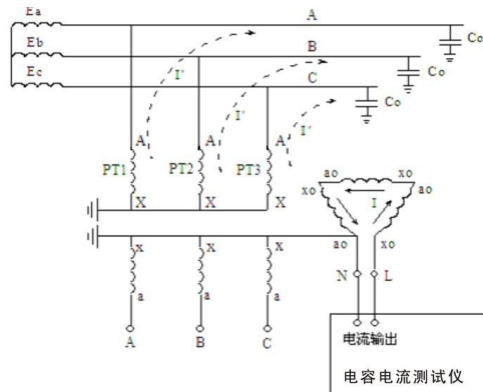 Ea A
Eb B Co
Ec C Co
I' Co
I' I'
A A A
PT1 PT2 PT3
X X X
ao xo
xo I ao
x x x ao xo
a a a N L
A B C
电流输出
电容电流测试仪